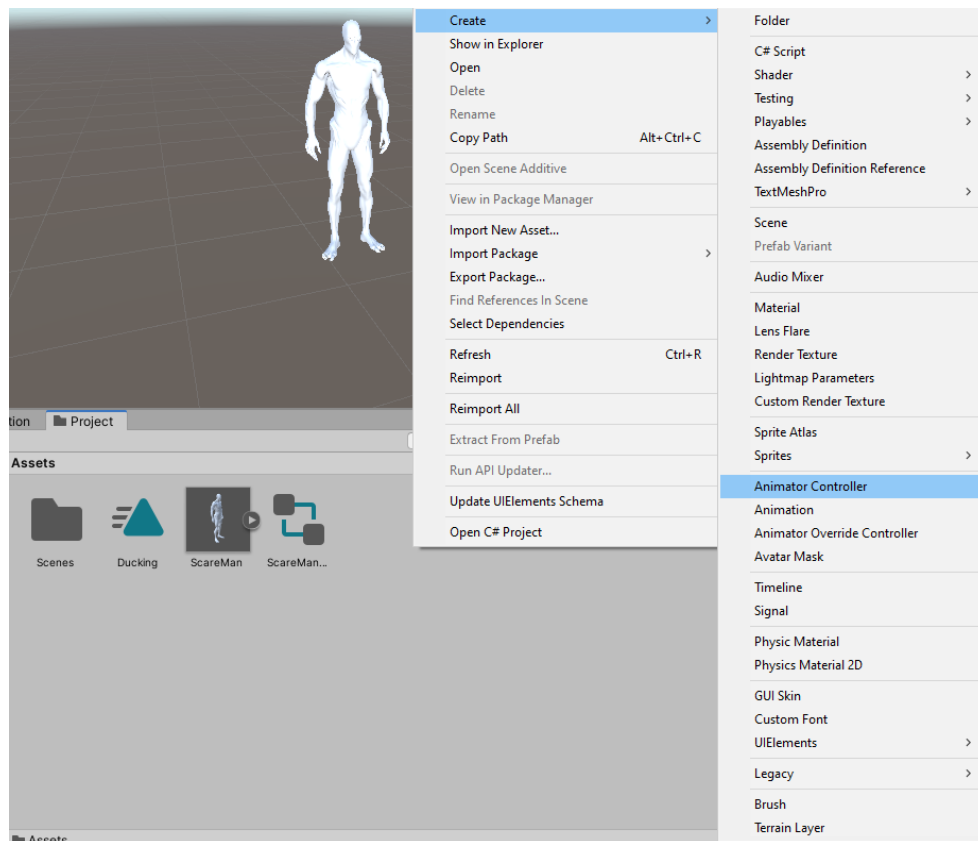 Create
Show in Explorer
Open
Delete
Rename
Copy Path Alt+Ctrl+C
Open Scene Additive
View in Package Manager
Import New Asset...
Import Package
Export Package...
Find References In Scene
Select Dependencies
Refresh Ctrl+R
Reimport
Reimport All
Extract From Prefab
Run API Updater...
Update UIElements Schema
Open C# Project
Folder
C# Script
Shader
Testing
Playables
Assembly Definition
Assembly Definition Reference
TextMeshPro
Scene
Prefab Variant
Audio Mixer
Material
Lens Flare
Render Texture
Lightmap Parameters
Custom Render Texture
Sprite Atlas
Sprites
Animator Controller
Animation
Animator Override Controller
Avatar Mask
Timeline
Signal
Physic Material
Physics Material 2D
GUI Skin
Custom Font
UIElements
Legacy
Brush
Terrain Layer
tion Project
Assets
Scenes Ducking ScareMan ScareMan...
Assets